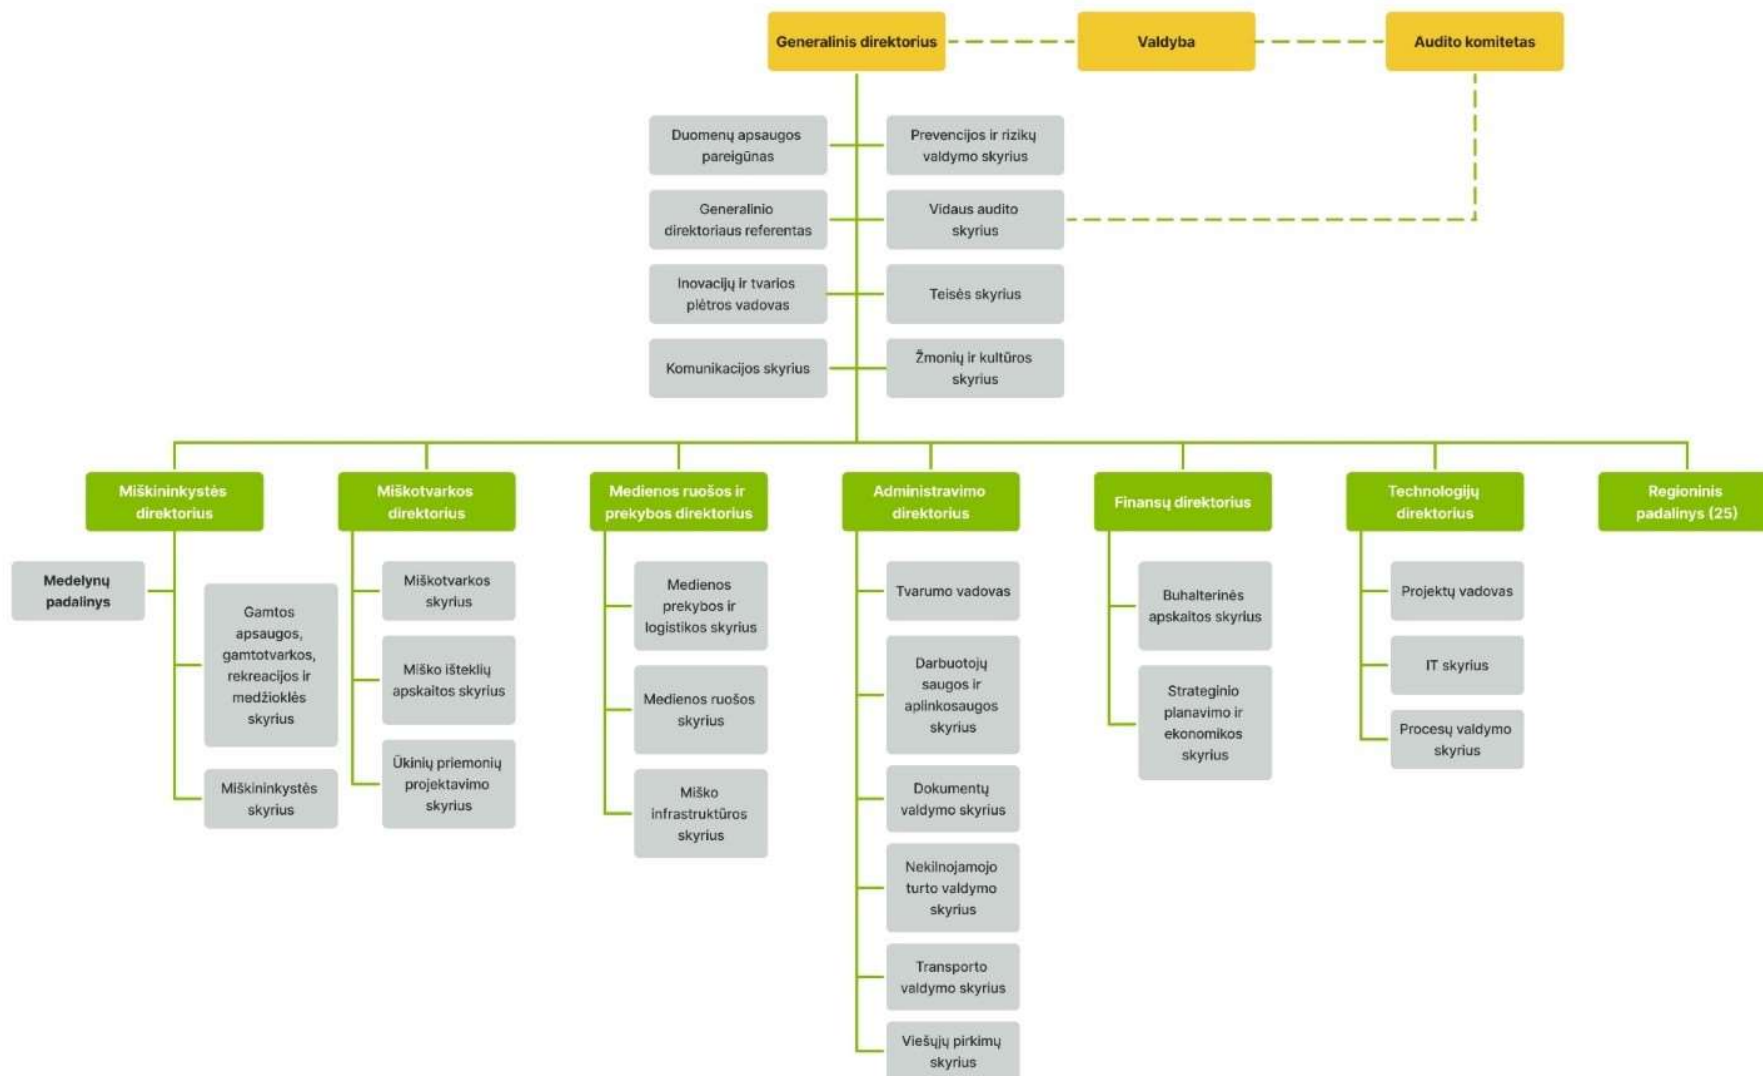 Generalinis direktorius
Valdyba
Audito komitetas
Duomenų apsaugos
pareigūnas
Prevencijos ir rizikų
valdymo skyrius
Generalinio
direktoriaus referentas
Vidaus audito
skyrius
Inovacijų ir tvarios
plėtros vadovas
Teisės skyrius
Komunikacijos skyrius
Žmonių ir kultūros
skyrius
Miškininkystės
direktorius
Miškotvarkos
direktorius
Medienos ruošos ir
prekybos direktorius
Administravimo
direktorius
Finansų direktorius
Technologijų
direktorius
Regioninis
padalinys (25)
Medelynų
padalinys
Gamtos
apsaugos,
gamtotvarkos,
rekreacijos ir
medžioklės
skyrius
Miškininkystės
skyrius
Miškotvarkos
skyrius
Miško išteklių
apskaitos skyrius
Ūkinių priemonių
projektavimo
skyrius
Medienos
prekybos ir
logistikos skyrius
Medienos ruošos
skyrius
Miško
infrastruktūros
skyrius
Tvarumo vadovas
Darbuotojų
saugos ir
aplinkosaugos
skyrius
Dokumentų
valdymo skyrius
Nekilnojamojo
turto valdymo
skyrius
Transporto
valdymo skyrius
Viešųjų pirkimų
skyrius
Buhalterinės
apskaitos skyrius
Strateginio
planavimo ir
ekonomikos
skyrius
Projektų vadovas
IT skyrius
Procesų valdymo
skyrius